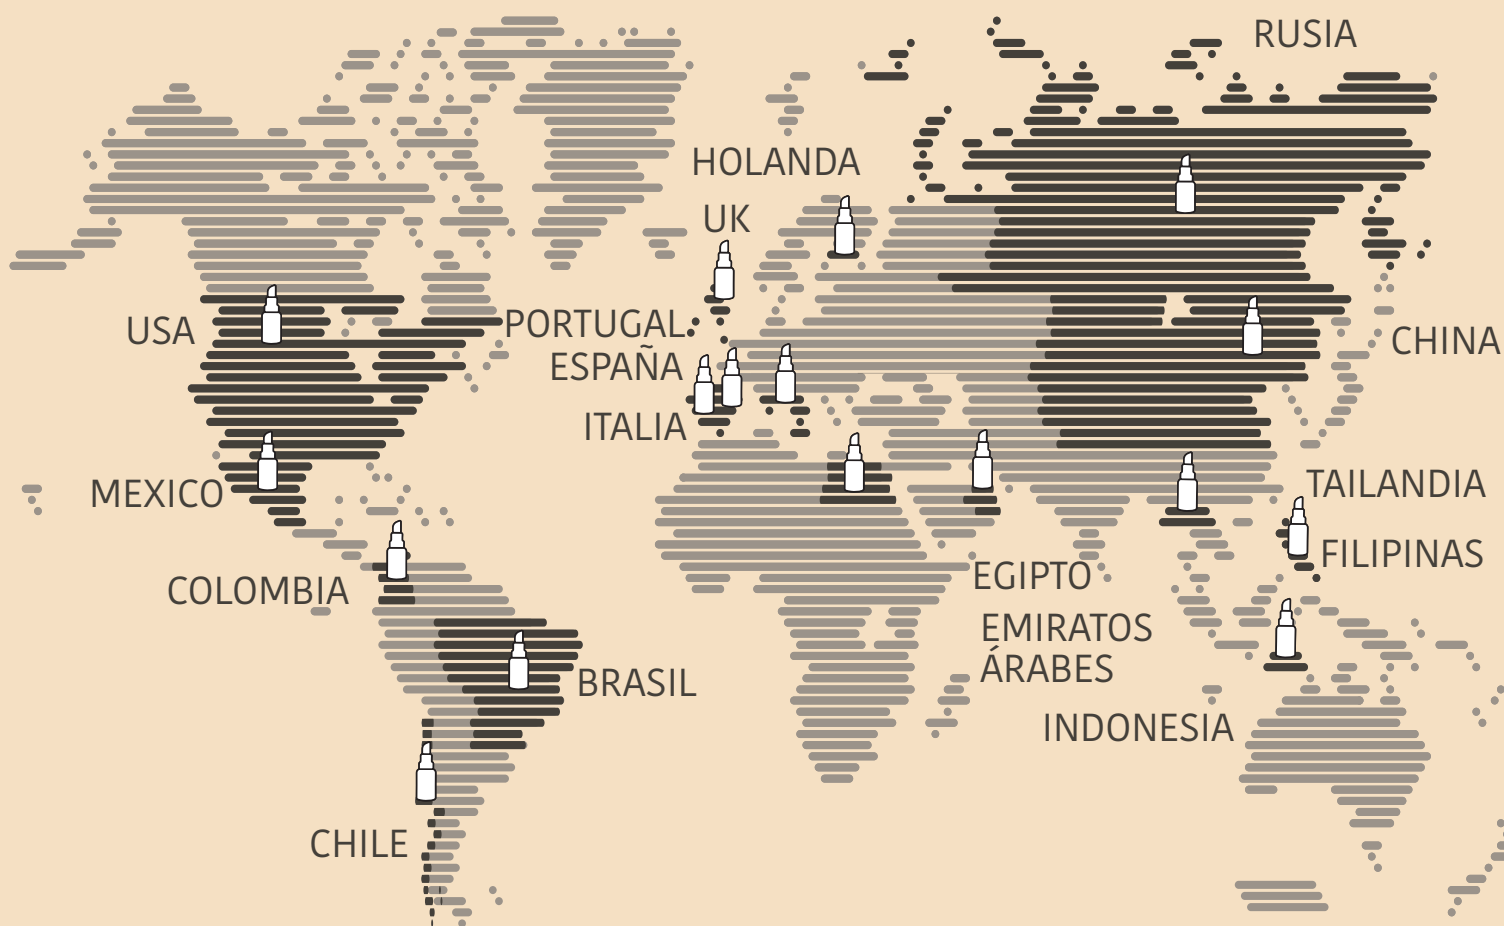 RUSIA
HOLANDA
UK
USA
PORTUGAL
ESPAÑA
CHINA
ITALIA
MEXICO
TAILANDIA
FILIPINAS
COLOMBIA
EGIPTO
EMIRATOS
ÁRABES
BRASIL
INDONESIA
CHILE